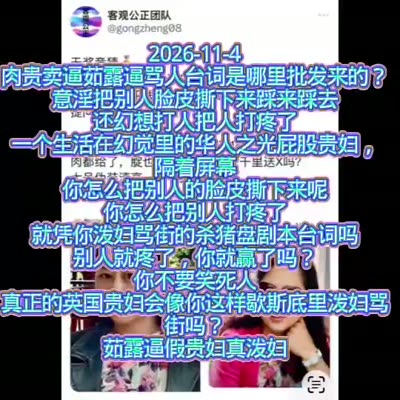 客观公正团队
@gongzheng08
2026-11-4
肉贵卖逼茹露逼骂人台词是哪里批发来的？
意淫把别人脸皮撕下来踩来踩去
还幻想打人把人打疼了
一个生活在幻觉里的华人之光屁股贵妇，
隔着屏幕
你怎么把别人的脸皮撕下来呢
你怎么把别人打疼了
就凭你泼妇骂街的杀猪盘剧本台词吗
别人就疼了，你就赢了吗？
你不要笑死人
真正的英国贵妇会像你这样歇斯底里泼妇骂
街吗？
茹露逼假贵妇真泼妇